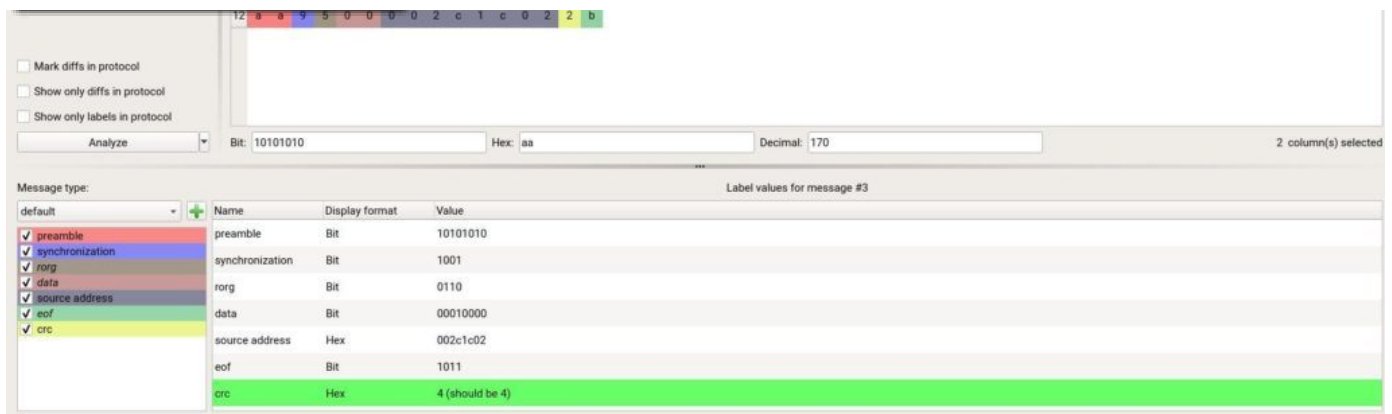 12 a a 9 5 0 0 0 0 2 c 1 c 0 2 2 b
Mark diffs in protocol
Show only diffs in protocol
Show only labels in protocol
Analyze
Bit: 10101010 Hex: aa Decimal: 170 2 column(s) selected
Message type: Label values for message #3
default
preamble
synchronization
rorg
data
source address
eof
crc
Name Display format Value
preamble Bit 10101010
synchronization Bit 1001
rorg Bit 0110
data Bit 00010000
source address Hex 002c1c02
eof Bit 1011
crc Hex 4 (should be 4)